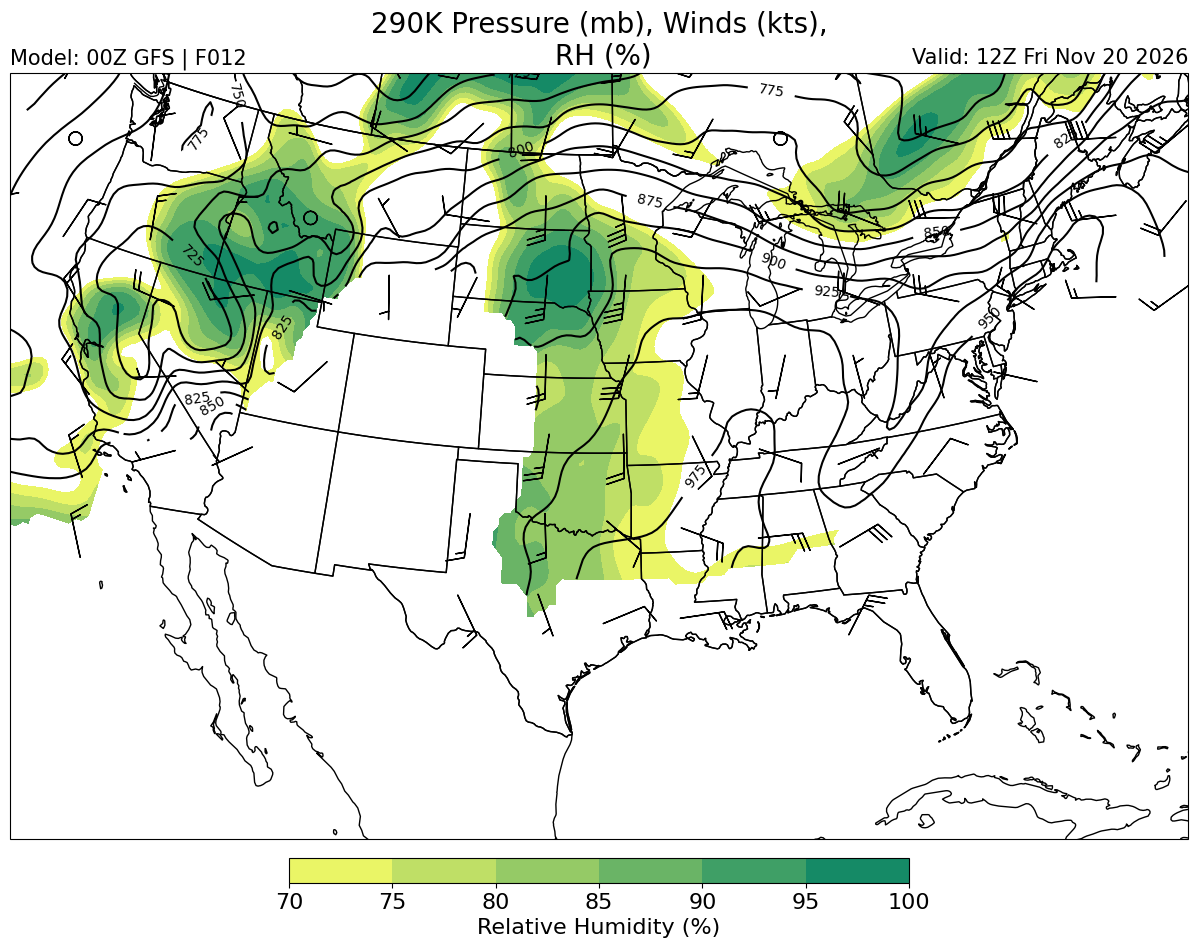 290K Pressure (mb), Winds (kts),
RH (%)
Model: 00Z GFS | F012
Valid: 12Z Fri Nov 20 2026
750
775
775
800
825
875
850
725
900
925
825
950
825
850
975
70 75 80 85 90 95 100
Relative Humidity (%)